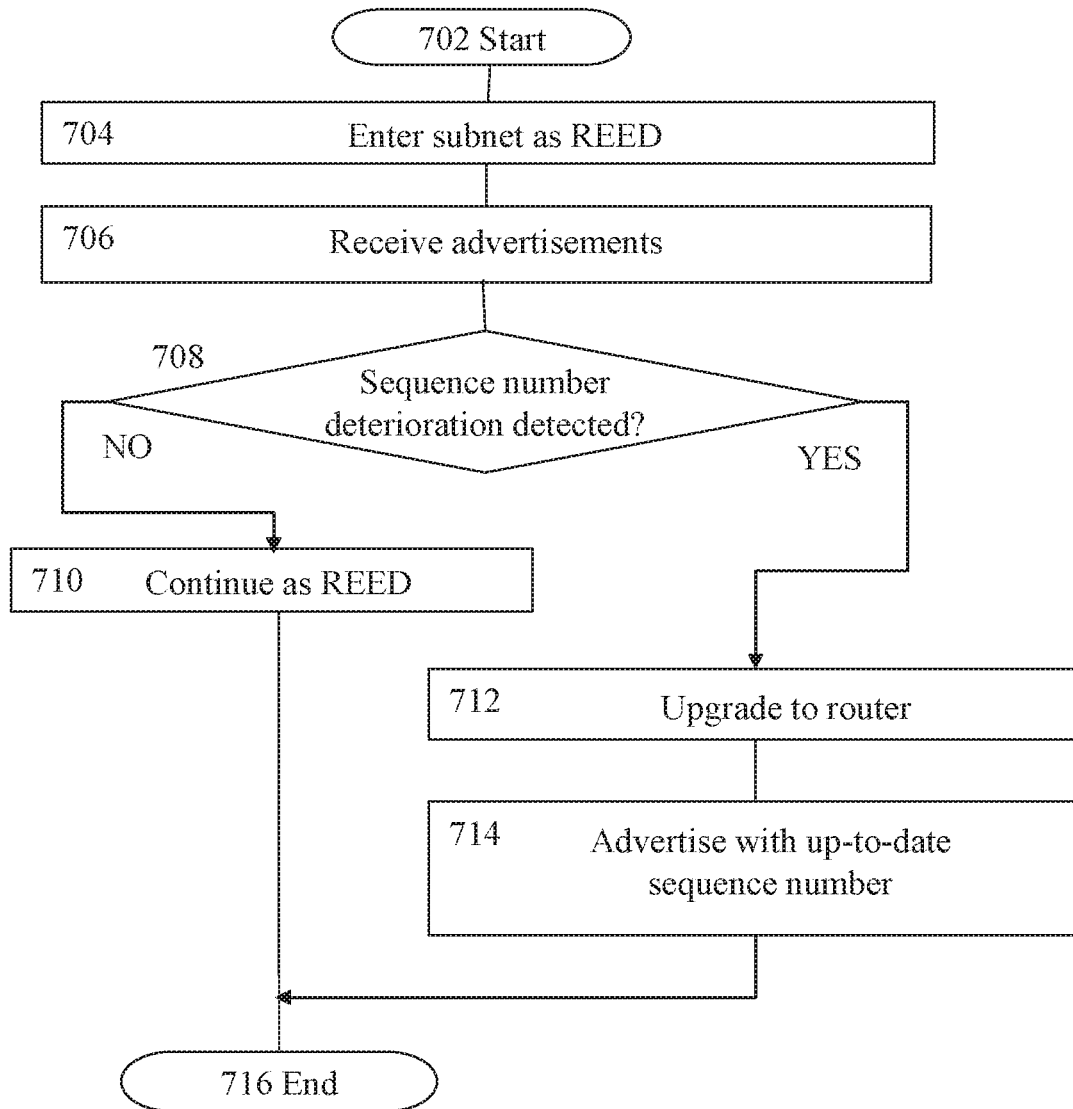 702 Start
704 Enter subnet as REED
706 Receive advertisements
708
Sequence number
deterioration detected?
NO
YES
710 Continue as REED
712 Upgrade to router
714 Advertise with up-to-date
sequence number
716 End